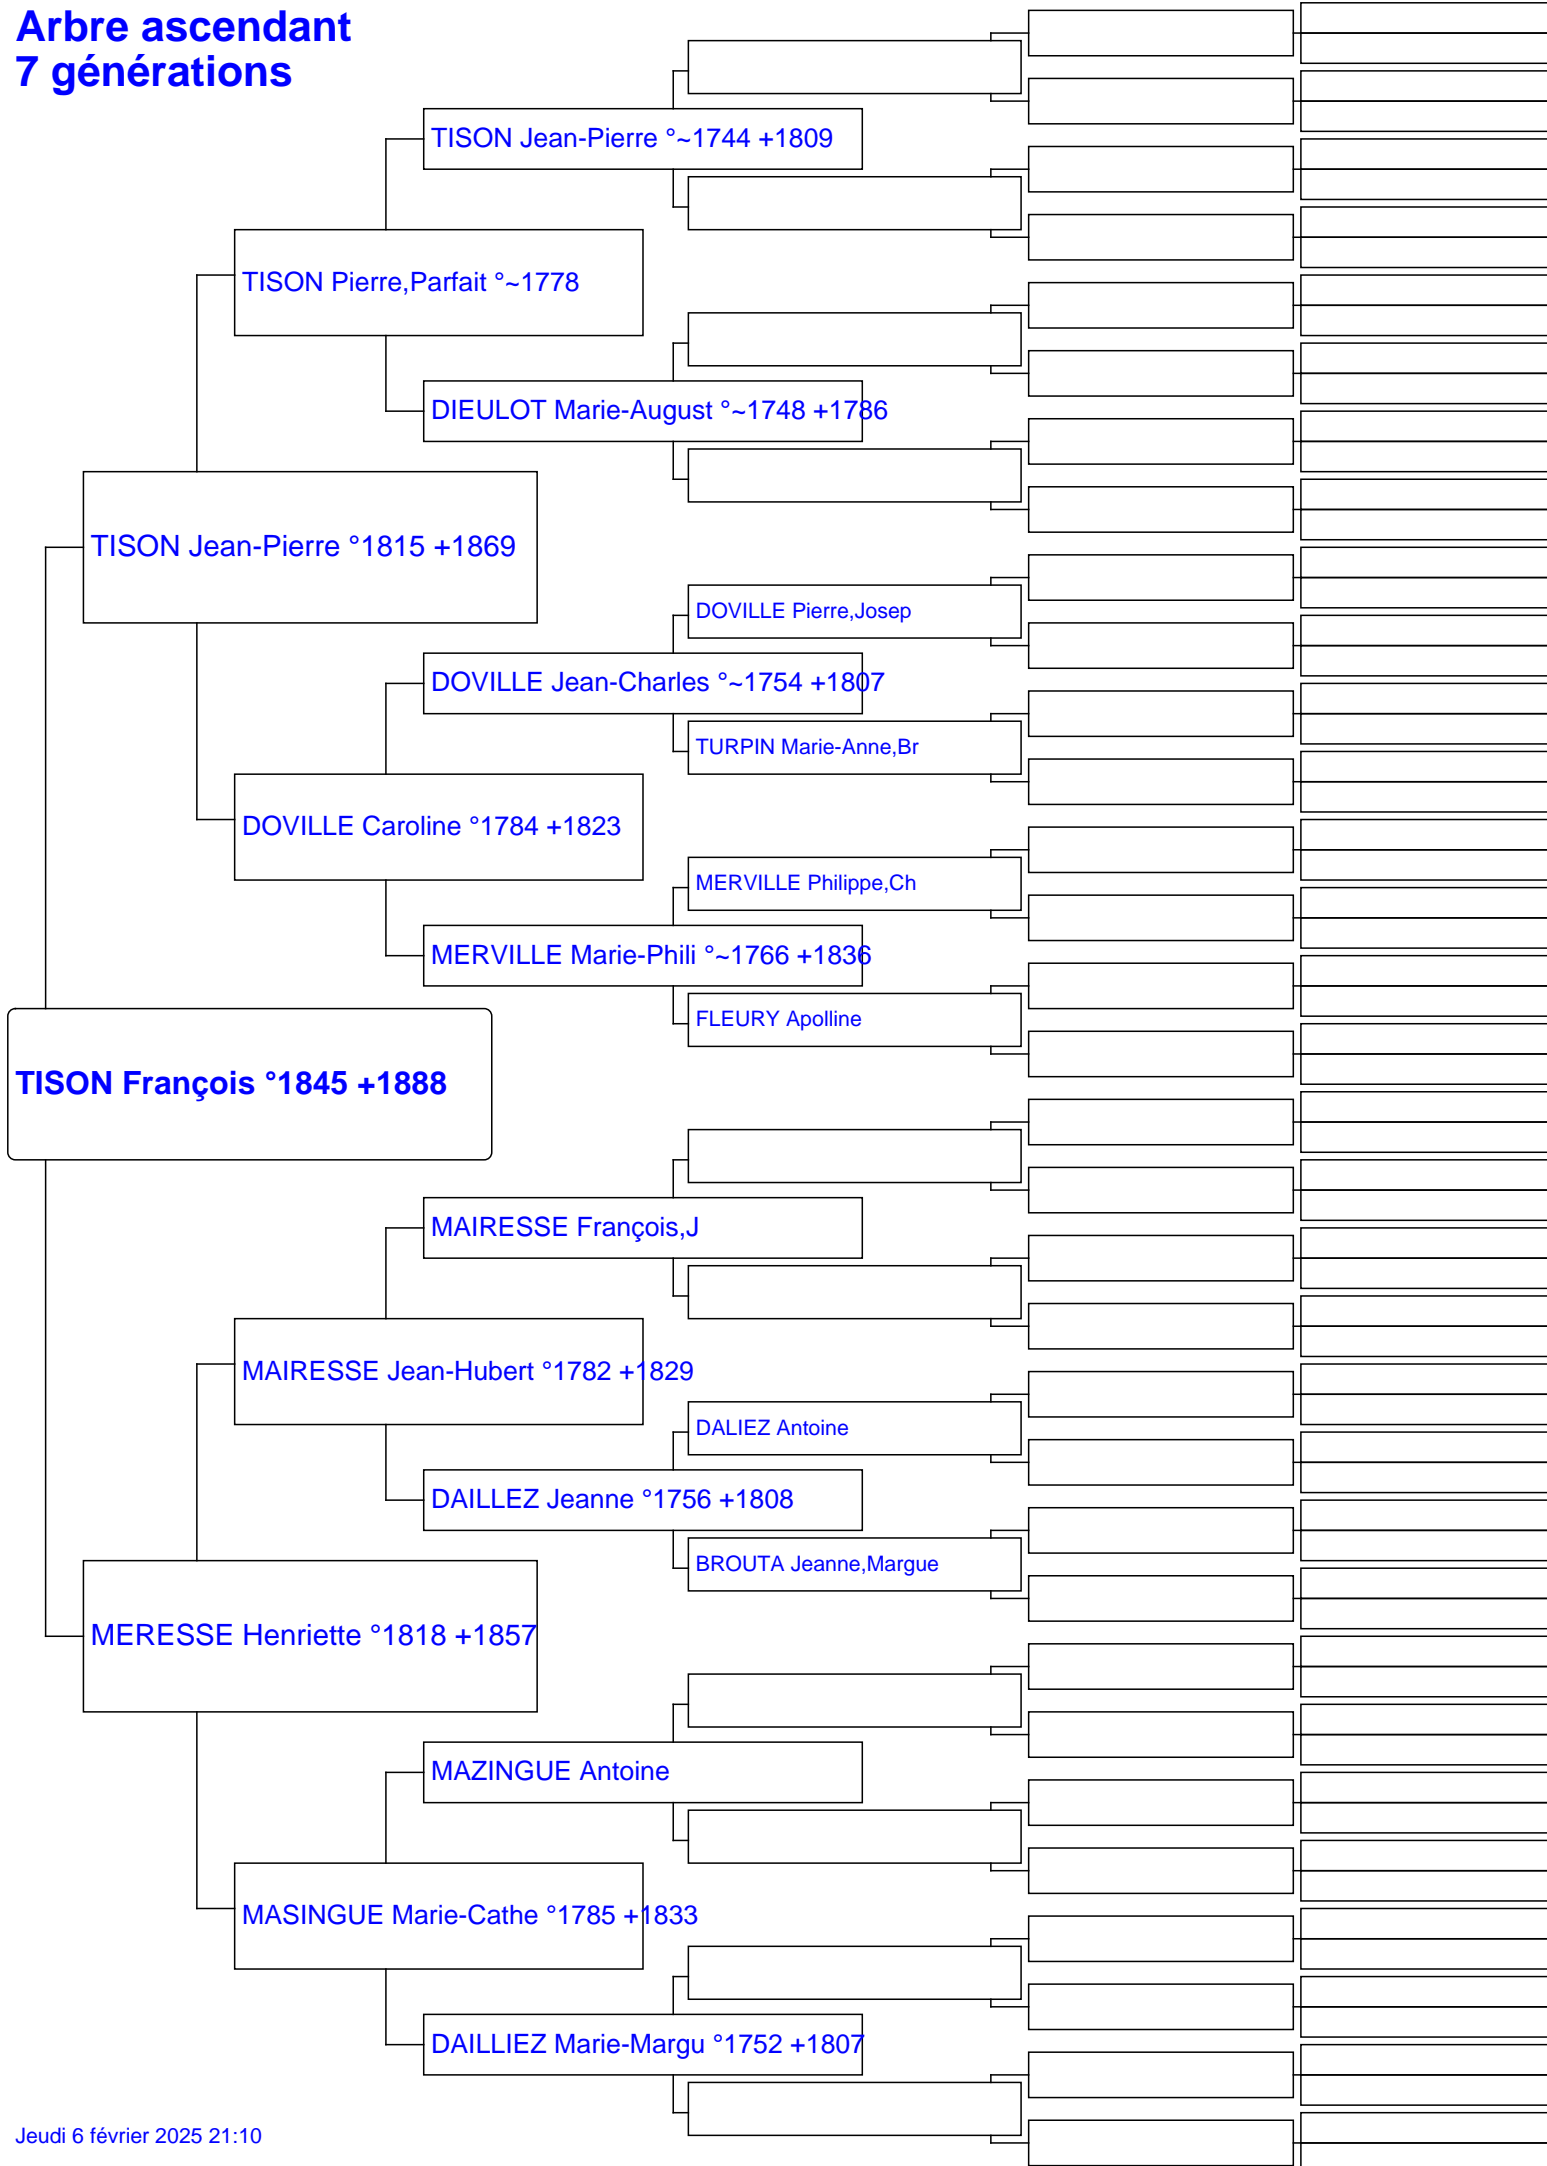 Arbre ascendant
7 générations
TISON Jean-Pierre °~1744 +1809
TISON Pierre,Parfait °~1778
DIEULOT Marie-August °~1748 +1786
TISON Jean-Pierre °1815 +1869
DOVILLE Pierre,Josep
DOVILLE Jean-Charles °~1754 +1807
TURPIN Marie-Anne,Br
DOVILLE Caroline °1784 +1823
MERVILLE Philippe,Ch
MERVILLE Marie-Phili °~1766 +1836
FLEURY Apolline
TISON François °1845 +1888
MAIRESSE François,J
MAIRESSE Jean-Hubert °1782 +1829
DALIEZ Antoine
DAILLEZ Jeanne °1756 +1808
BROUTA Jeanne,Margue
MERESSE Henriette °1818 +1857
MAZINGUE Antoine
MASINGUE Marie-Cathe °1785 +1833
DAILLIEZ Marie-Margu °1752 +1807
Jeudi 6 février 2025 21:10